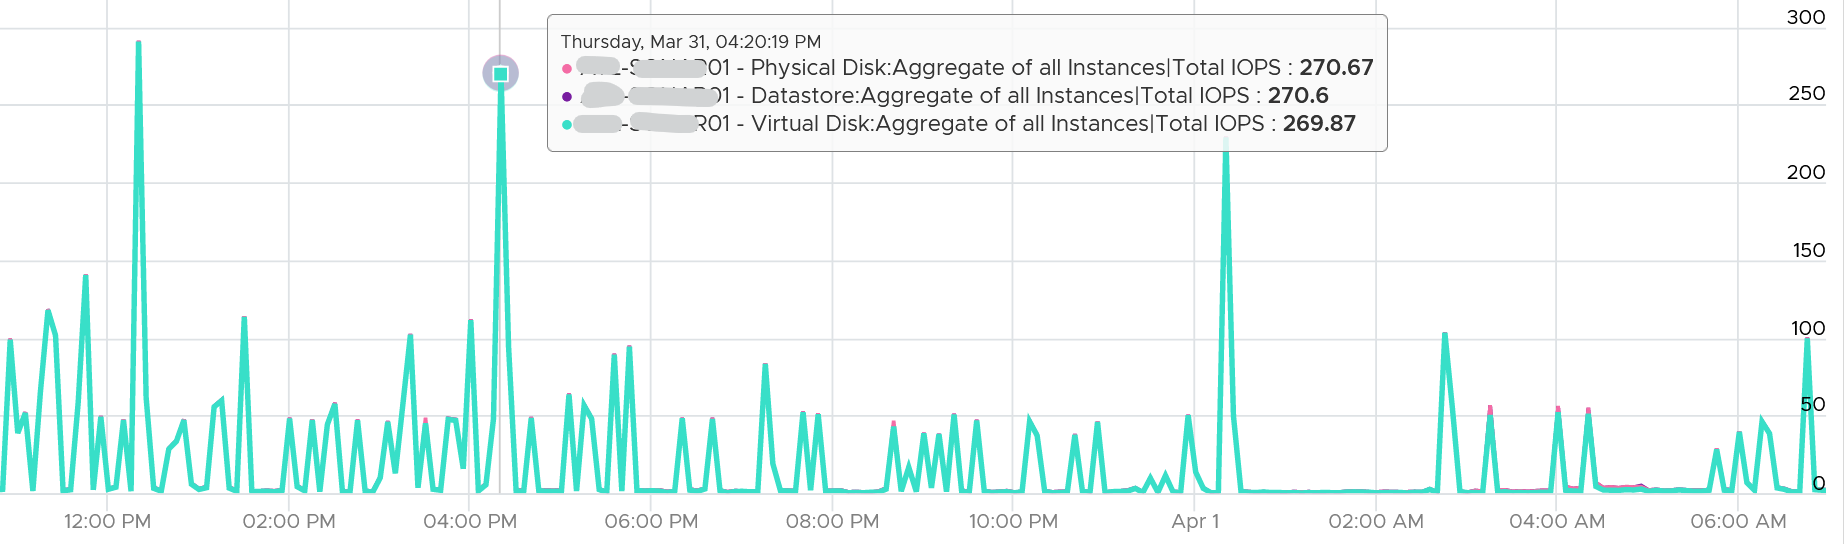 300
Thursday, Mar 31, 04:20:19 PM
01 - Physical Disk:Aggregate of all Instances|Total IOPS : 270.67
01 - Datastore:Aggregate of all Instances|Total IOPS : 270.6
R01 - Virtual Disk:Aggregate of all Instances|Total IOPS : 269.87
250
200
150
100
50
0
12:00 PM 02:00 PM 04:00 PM 06:00 PM 08:00 PM 10:00 PM Apr 1 02:00 AM 04:00 AM 06:00 AM